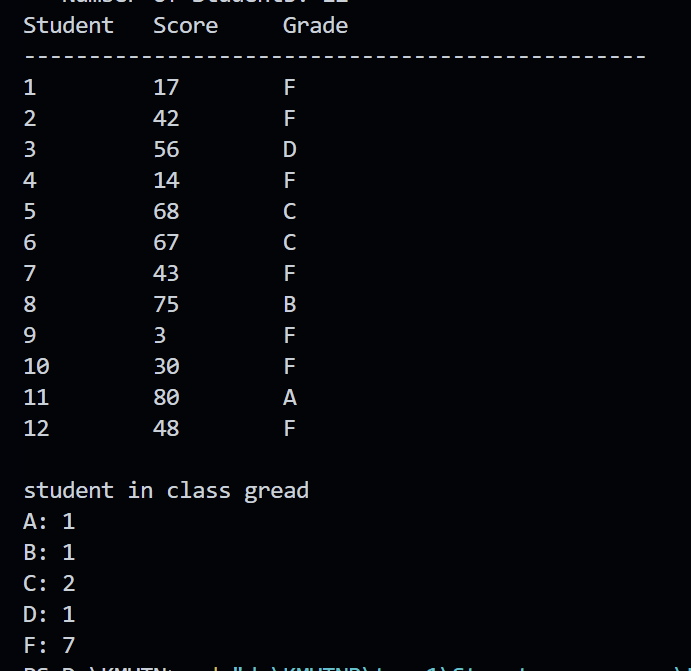 Student Score Grade
------------------------------------------------
1 17 F
2 42 F
3 56 D
4 14 F
5 68 C
6 67 C
7 43 F
8 75 B
9 3 F
10 30 F
11 80 A
12 48 F
student in class gread
A: 1
B: 1
C: 2
D: 1
F: 7